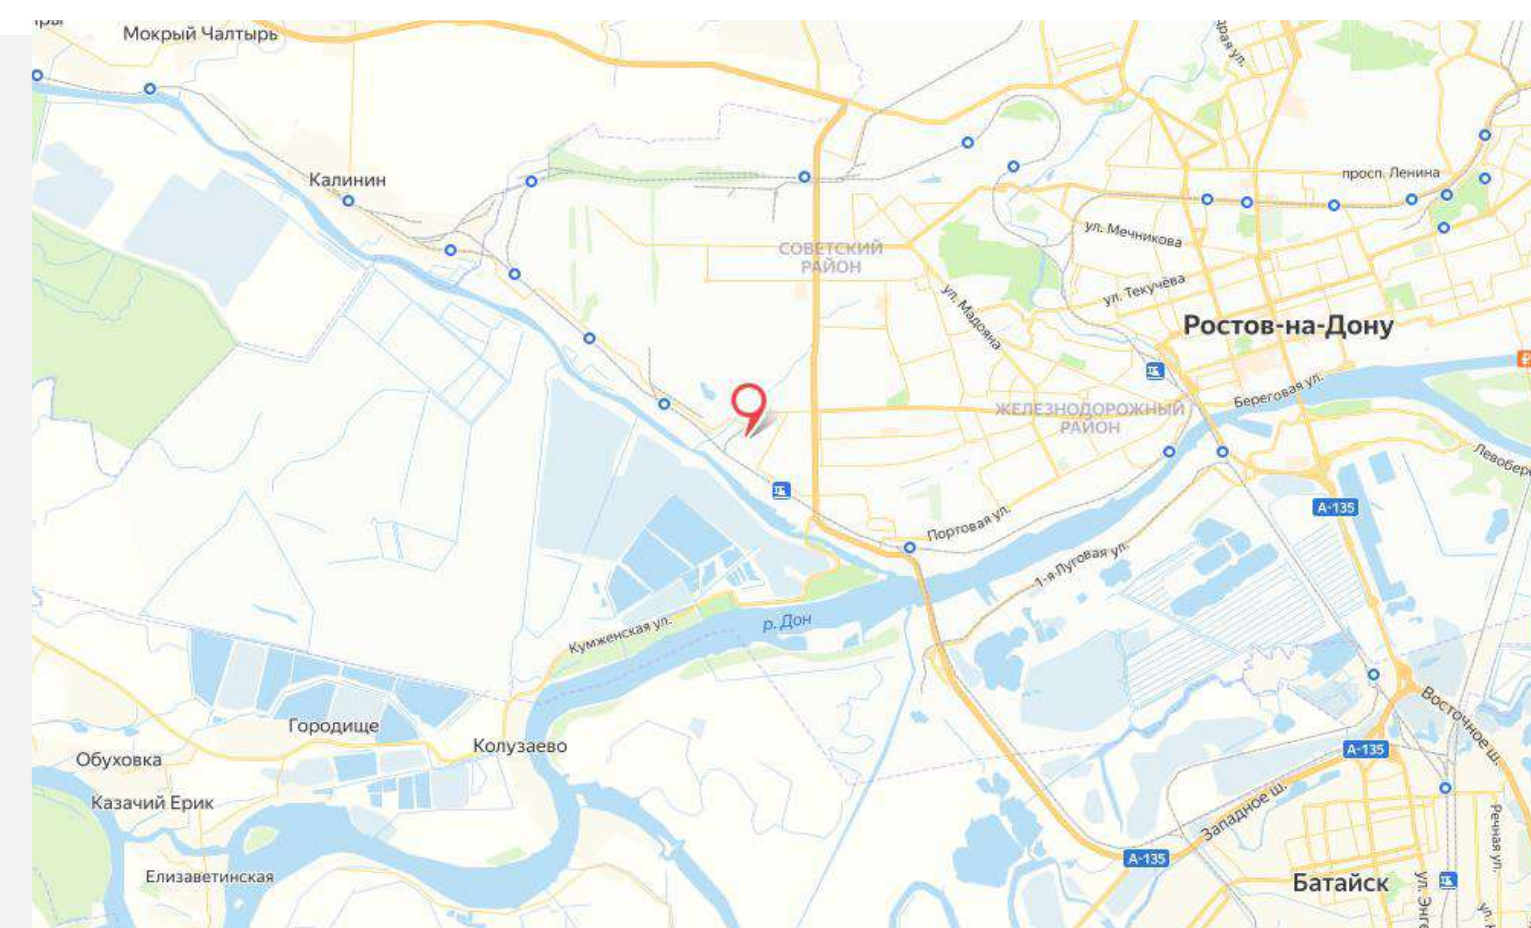 Мокрый Чалтырь
Калинин
просп. Ленина
ул. Мечникова
СОВЕТСКИЙ
РАЙОН
ул. Текучёва
ул. Мадояна
Ростов-на-Дону
Береговая ул.
ЖЕЛЕЗНОДОРОЖНЫЙ
РАЙОН
А-135
Портовая ул.
1-я Луговая ул.
р. Дон
Кумженская ул.
Городище
Колузаево
Обуховка
Казачий Ерик
Елизаветинская
Восточное ш.
А-135
Западное ш.
А-135
Речная ул.
Батайск